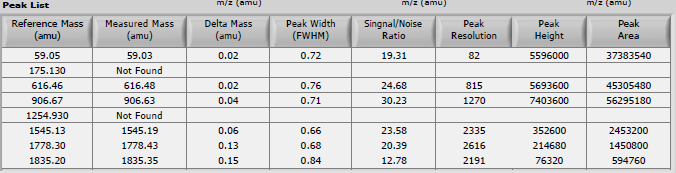 m/z (amu) m/z (amu) m/z (amu)
Peak List
Reference Mass Measured Mass Delta Mass Peak Width Singnal/Noise Peak Peak Peak
(amu) (amu) (amu) (FWHM) Ratio Resolution Height Area
59.05 59.03 0.02 0.72 19.31 82 5596000 37383540
175.130 Not Found
616.46 616.48 0.02 0.76 24.68 815 5693600 45305480
906.67 906.63 0.04 0.71 30.23 1270 7403600 56295180
1254.930 Not Found
1545.13 1545.19 0.06 0.66 23.58 2335 352600 2453200
1778.30 1778.43 0.13 0.68 20.39 2616 214680 1450800
1835.20 1835.35 0.15 0.84 12.78 2191 76320 594760